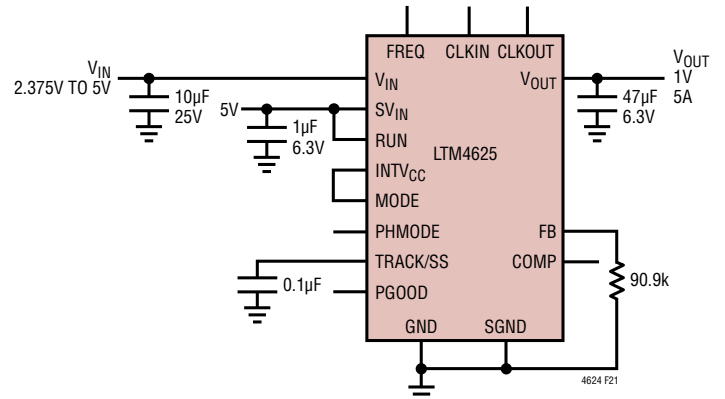 FREQ CLKIN CLKOUT
VIN
2.375V TO 5V
10µF
25V
5V
1µF
6.3V
VIN
SVIN
RUN
INTVCC
MODE
PHMODE
TRACK/SS
PGOOD
0.1µF
LTM4625
VOUT
FB
COMP
GND SGND
VOUT
1V
5A
47µF
6.3V
90.9k
4624 F21